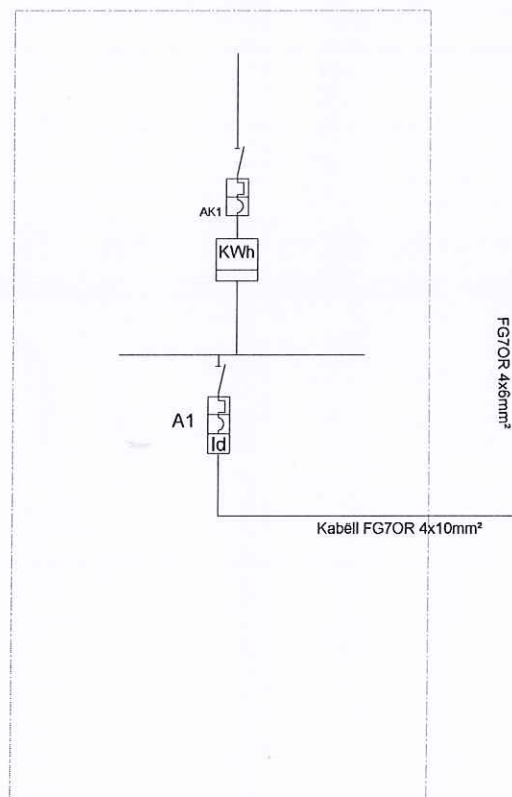 AK1
KWh
A1
Id
FG7OR 4x6mm²
Kabëll FG7OR 4x10mm²